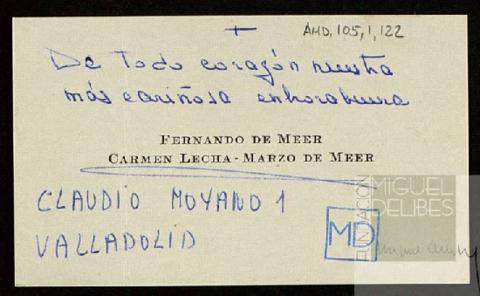 + AMD, 105, 1, 122
De todo corazón nuestra
más cariñosa enhorabuena
FERNANDO DE MEER
CARMEN LECHA-MARZO DE MEER
CLAUDIO MOYANO 1
VALLADOLID
MD
FUNDACIÓN
MIGUEL
DELIBES